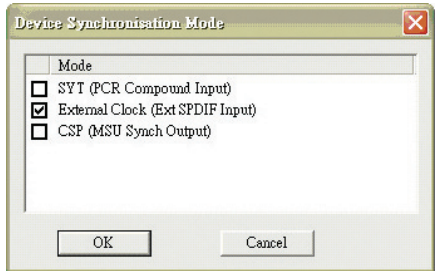 Device Synchronisation Mode
Mode
SYT (PCR Compound Input)
External Clock (Ext SPDIF Input)
CSP (MSU Synch Output)
OK Cancel